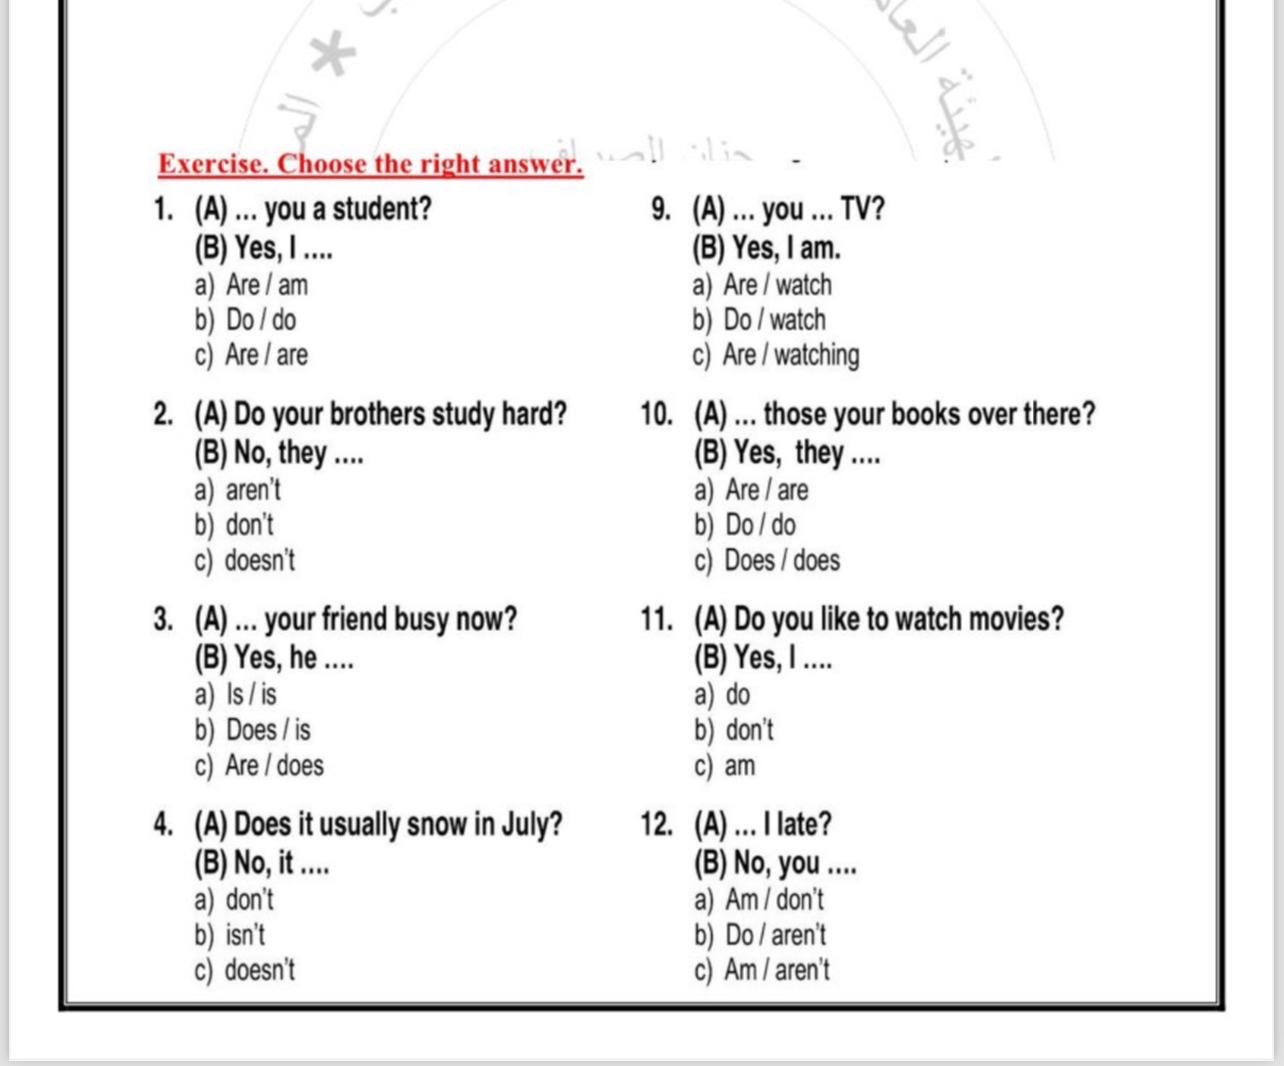 Exercise. Choose the right answer.
1. (A) ... you a student?
(B) Yes, I ....
a) Are / am
b) Do / do
c) Are / are
2. (A) Do your brothers study hard?
(B) No, they ....
a) aren't
b) don't
c) doesn't
3. (A) ... your friend busy now?
(B) Yes, he ....
a) Is / is
b) Does / is
c) Are / does
4. (A) Does it usually snow in July?
(B) No, it ....
a) don't
b) isn't
c) doesn't
9. (A) ... you ... TV?
(B) Yes, I am.
a) Are / watch
b) Do / watch
c) Are / watching
10. (A) ... those your books over there?
(B) Yes, they ....
a) Are / are
b) Do / do
c) Does / does
11. (A) Do you like to watch movies?
(B) Yes, I ....
a) do
b) don't
c) am
12. (A) ... I late?
(B) No, you ....
a) Am / don't
b) Do / aren't
c) Am / aren't